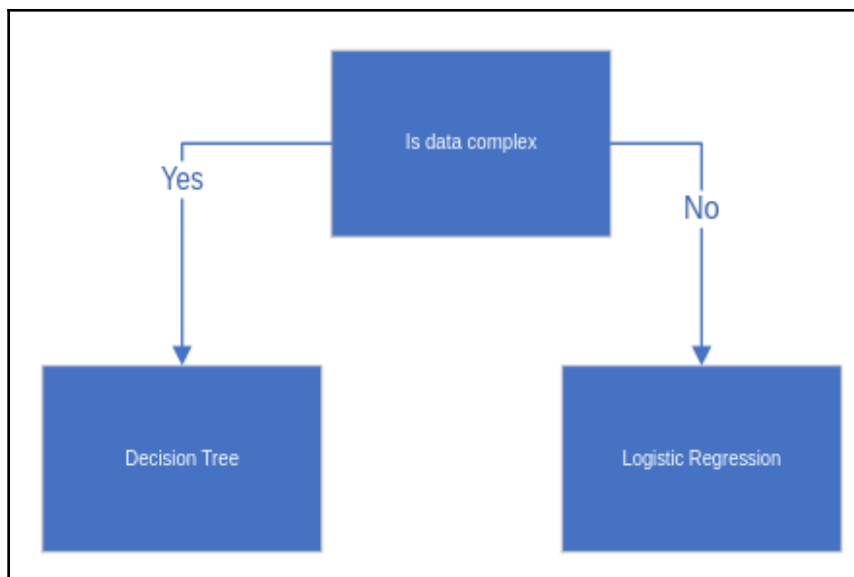 Is data complex
Yes
No
Decision Tree
Logistic Regression